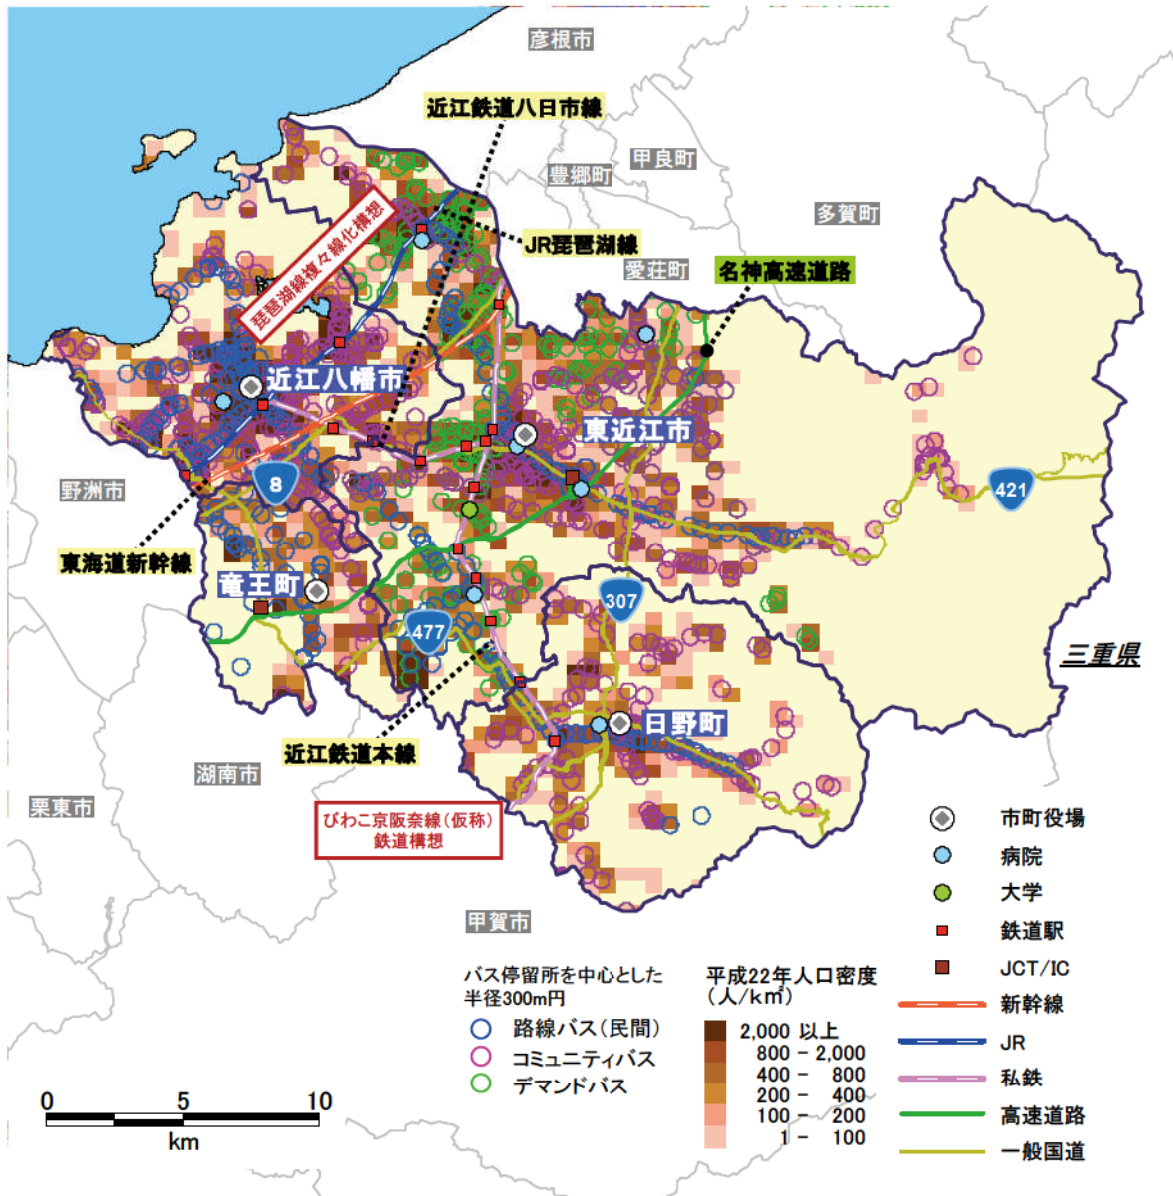 彦根市
近江鉄道八日市線
甲良町
豊郷町
多賀町
琵琶湖線複々線化構想
JR琵琶湖線
愛荘町
名神高速道路
近江八幡市
東近江市
野洲市
8
421
東海道新幹線
竜王町
307
477
三重県
日野町
近江鉄道本線
湖南市
栗東市
びわこ京阪奈線(仮称)
鉄道構想
甲賀市
市町役場
病院
大学
鉄道駅
JCT/IC
新幹線
JR
私鉄
高速道路
一般国道
バス停留所を中心とした
半径300m円
路線バス(民間)
コミュニティバス
デマンドバス
平成22年人口密度
(人/k㎡)
2,000 以上
800 - 2,000
400 - 800
200 - 400
100 - 200
1 - 100
0 5 10
km